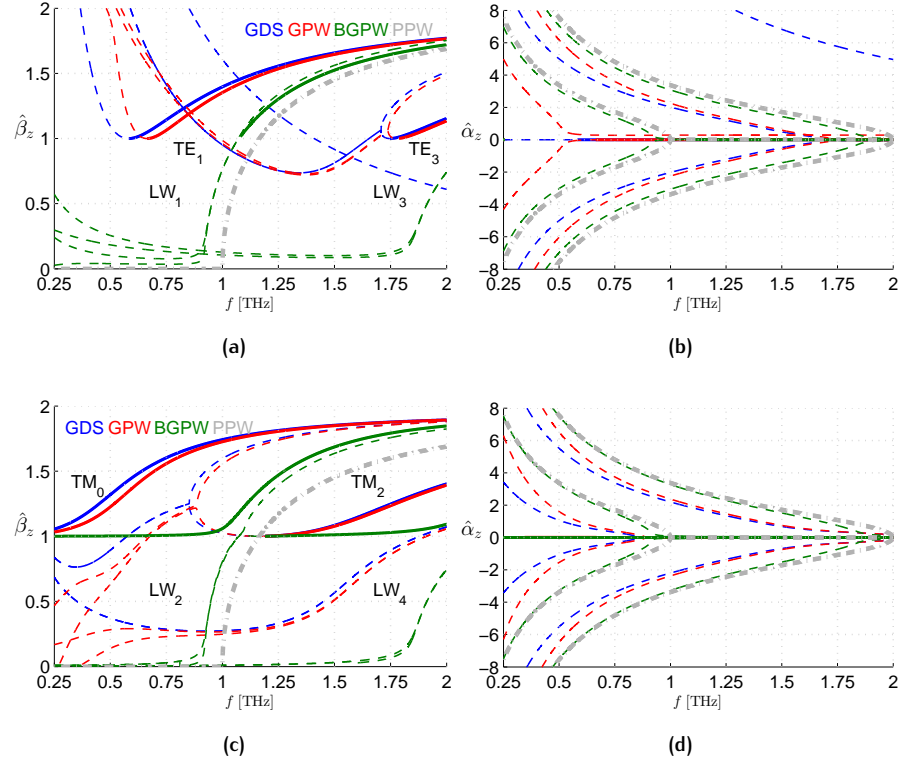 2
1.5
β̂z 1
0.5
0
GDS GPW BGPW PPW
TE1
TE3
LW1
LW3
0.25 0.5 0.75 1 1.25 1.5 1.75 2
f [THz]
(a)
8
6
4
2
α̂z 0
−2
−4
−6
−8
0.25 0.5 0.75 1 1.25 1.5 1.75 2
f [THz]
(b)
2
1.5
β̂z 1
0.5
0
GDS GPW BGPW PPW
TM0
TM2
LW2
LW4
0.25 0.5 0.75 1 1.25 1.5 1.75 2
f [THz]
(c)
8
6
4
2
α̂z 0
−2
−4
−6
−8
0.25 0.5 0.75 1 1.25 1.5 1.75 2
f [THz]
(d)